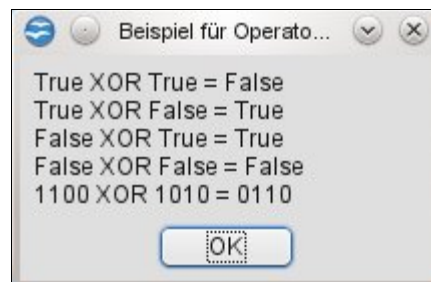 Beispiel für Operato...
True XOR True = False
True XOR False = True
False XOR True = True
False XOR False = False
1100 XOR 1010 = 0110
OK